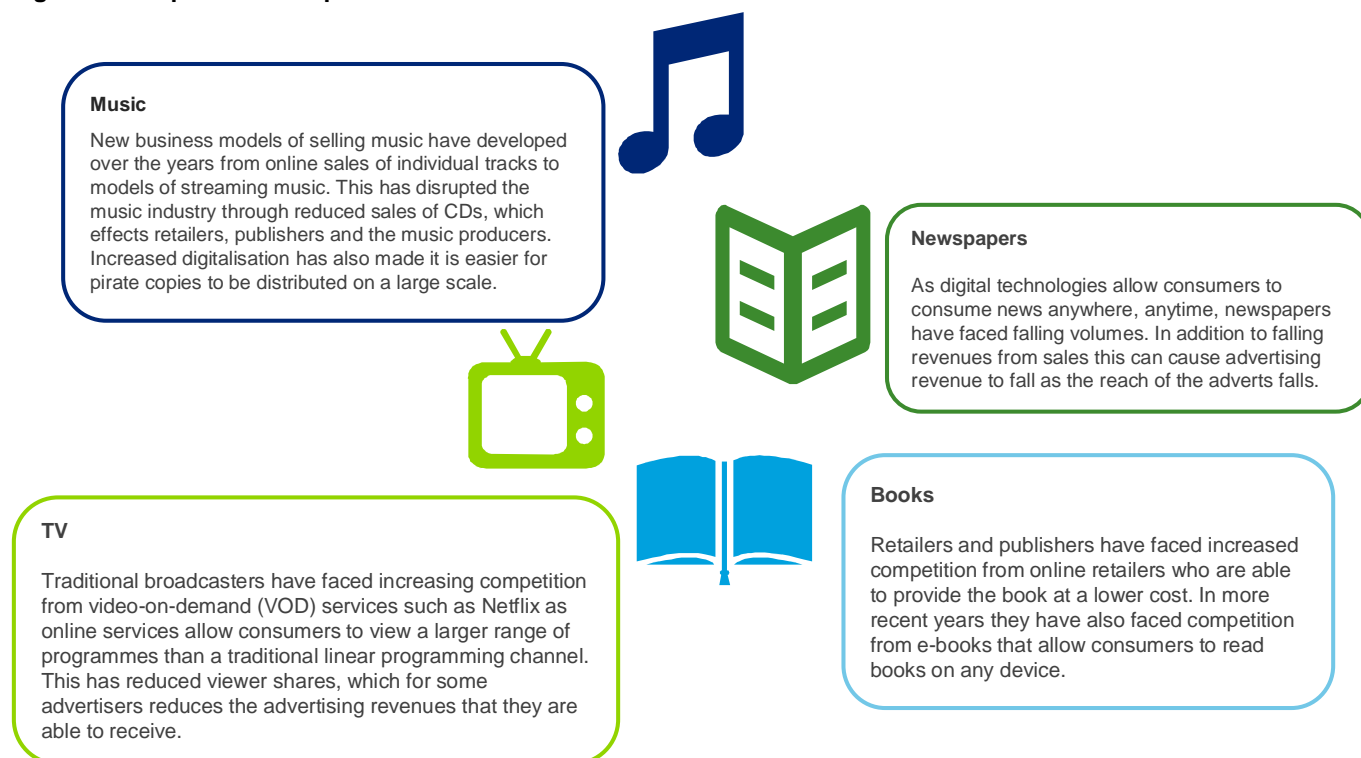 Music
New business models of selling music have developed
over the years from online sales of individual tracks to
models of streaming music. This has disrupted the
music industry through reduced sales of CDs, which
effects retailers, publishers and the music producers.
Increased digitalisation has also made it is easier for
pirate copies to be distributed on a large scale.
Newspapers
As digital technologies allow consumers to
consume news anywhere, anytime, newspapers
have faced falling volumes. In addition to falling
revenues from sales this can cause advertising
revenue to fall as the reach of the adverts falls.
TV
Traditional broadcasters have faced increasing competition
from video-on-demand (VOD) services such as Netflix as
online services allow consumers to view a larger range of
programmes than a traditional linear programming channel.
This has reduced viewer shares, which for some
advertisers reduces the advertising revenues that they are
able to receive.
Books
Retailers and publishers have faced increased
competition from online retailers who are able
to provide the book at a lower cost. In more
recent years they have also faced competition
from e-books that allow consumers to read
books on any device.